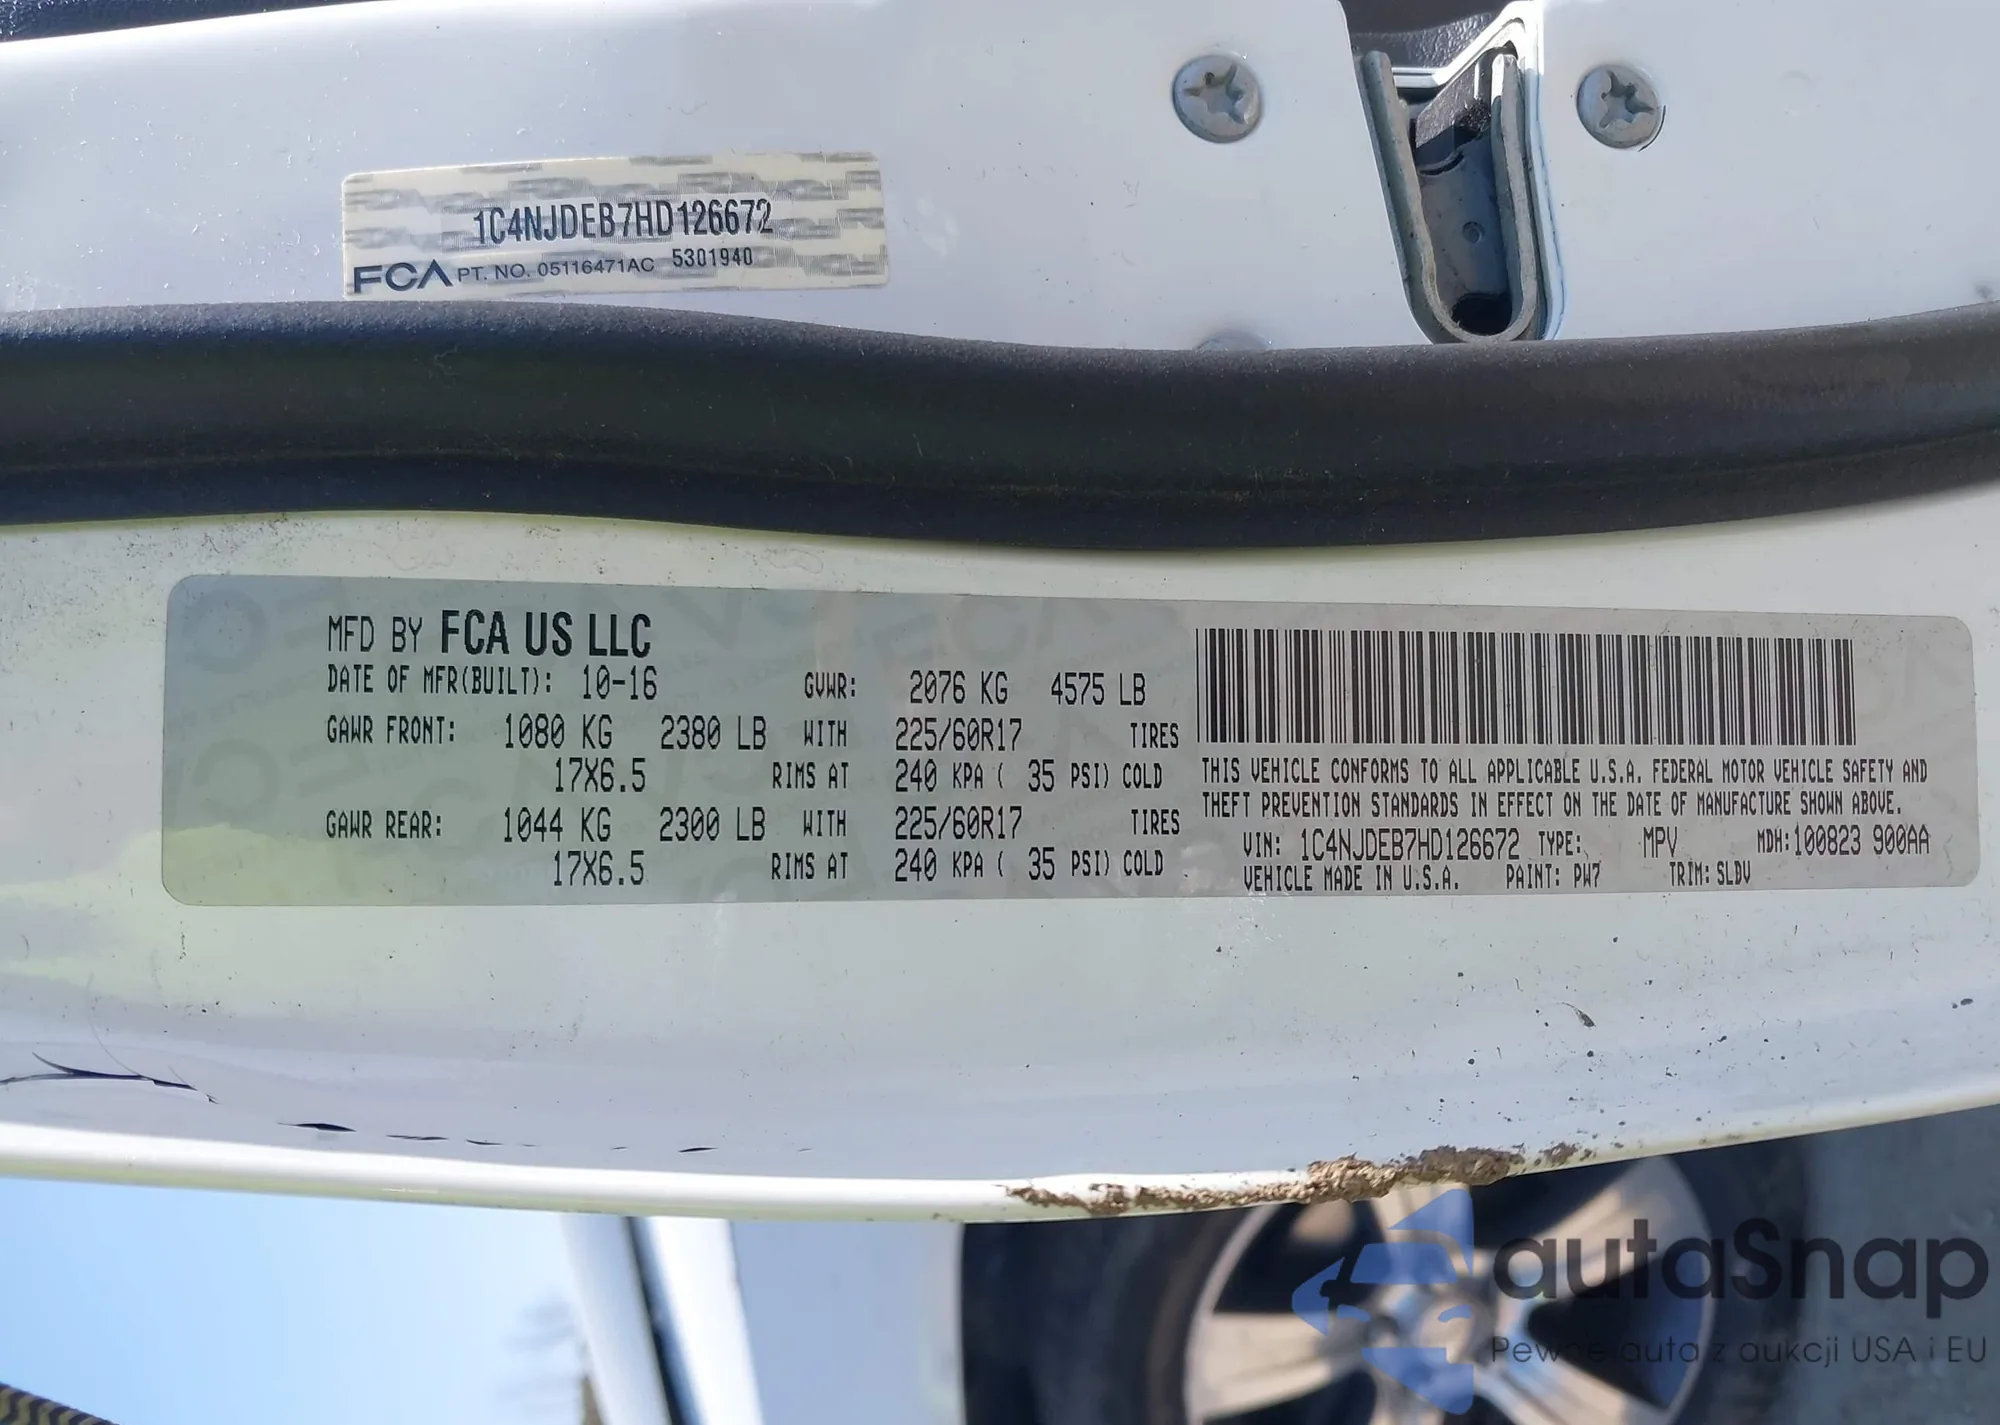 1C4NJDEB7HD126672
FCA PT. NO. 05116471AC 5301940
MFD BY FCA US LLC
DATE OF MFR(BUILT): 10-16 GVWR: 2076 KG 4575 LB
GAWR FRONT: 1080 KG 2380 LB WITH 225/60R17 TIRES
17X6.5 RIMS AT 240 KPA ( 35 PSI) COLD
GAWR REAR: 1044 KG 2300 LB WITH 225/60R17 TIRES
17X6.5 RIMS AT 240 KPA ( 35 PSI) COLD
THIS VEHICLE CONFORMS TO ALL APPLICABLE U.S.A. FEDERAL MOTOR VEHICLE SAFETY AND
THEFT PREVENTION STANDARDS IN EFFECT ON THE DATE OF MANUFACTURE SHOWN ABOVE.
VIN: 1C4NJDEB7HD126672 TYPE: MPV MDH:100823 900AA
VEHICLE MADE IN U.S.A. PAINT: PW7 TRIM: SLDV
autaSnap
Pewne auta z aukcji USA i EU